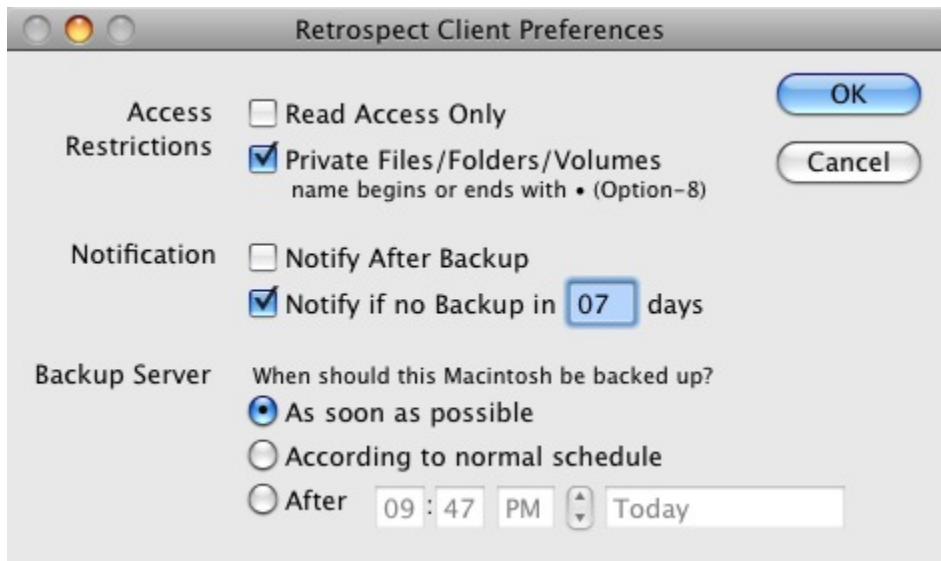 Retrospect Client Preferences
Access Restrictions
Read Access Only
Private Files/Folders/Volumes
name begins or ends with • (Option-8)
OK
Cancel
Notification
Notify After Backup
Notify if no Backup in 07 days
Backup Server
When should this Macintosh be backed up?
As soon as possible
According to normal schedule
After 09 : 47 PM Today